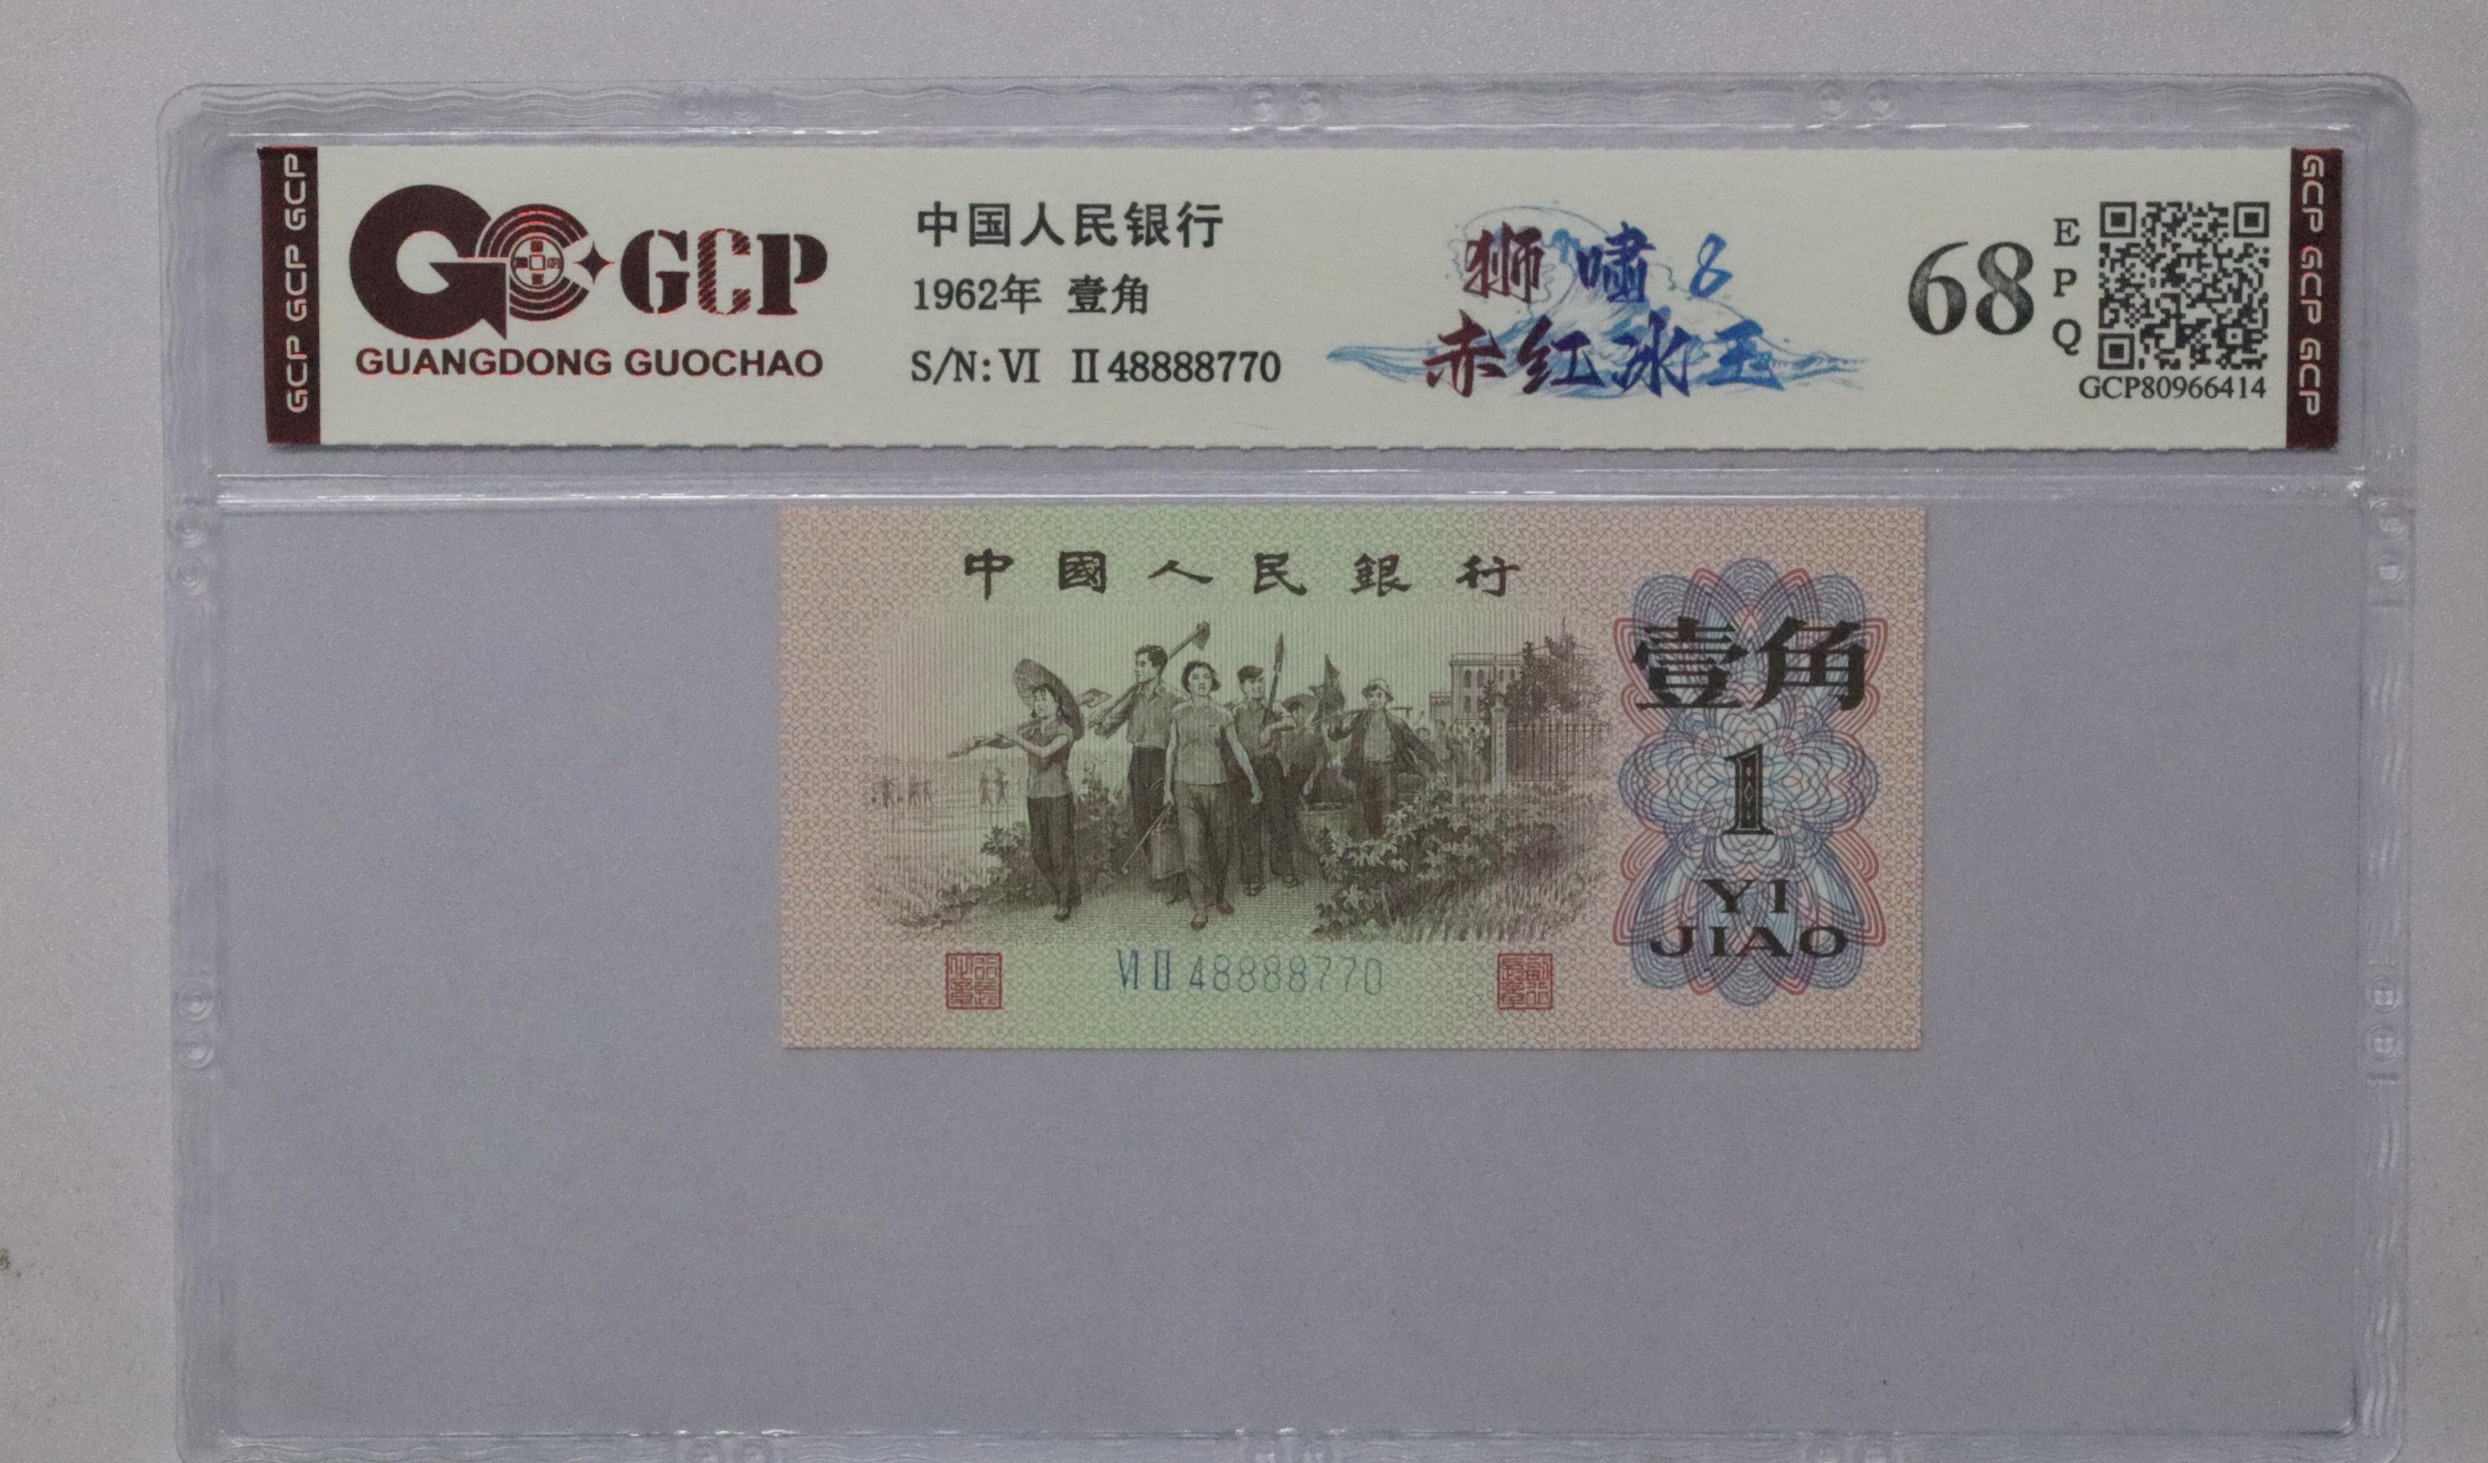 GCP GCP GCP
GCP
GUANGDONG GUOCHAO
中国人民银行
1962年 壹角
S/N: VI II 48888770
狮啸8
赤红冰玉
68
EPQ
GCP80966414
GCP GCP GCP
中國人民銀行
壹角
1
YI
JIAO
VI II 48888770